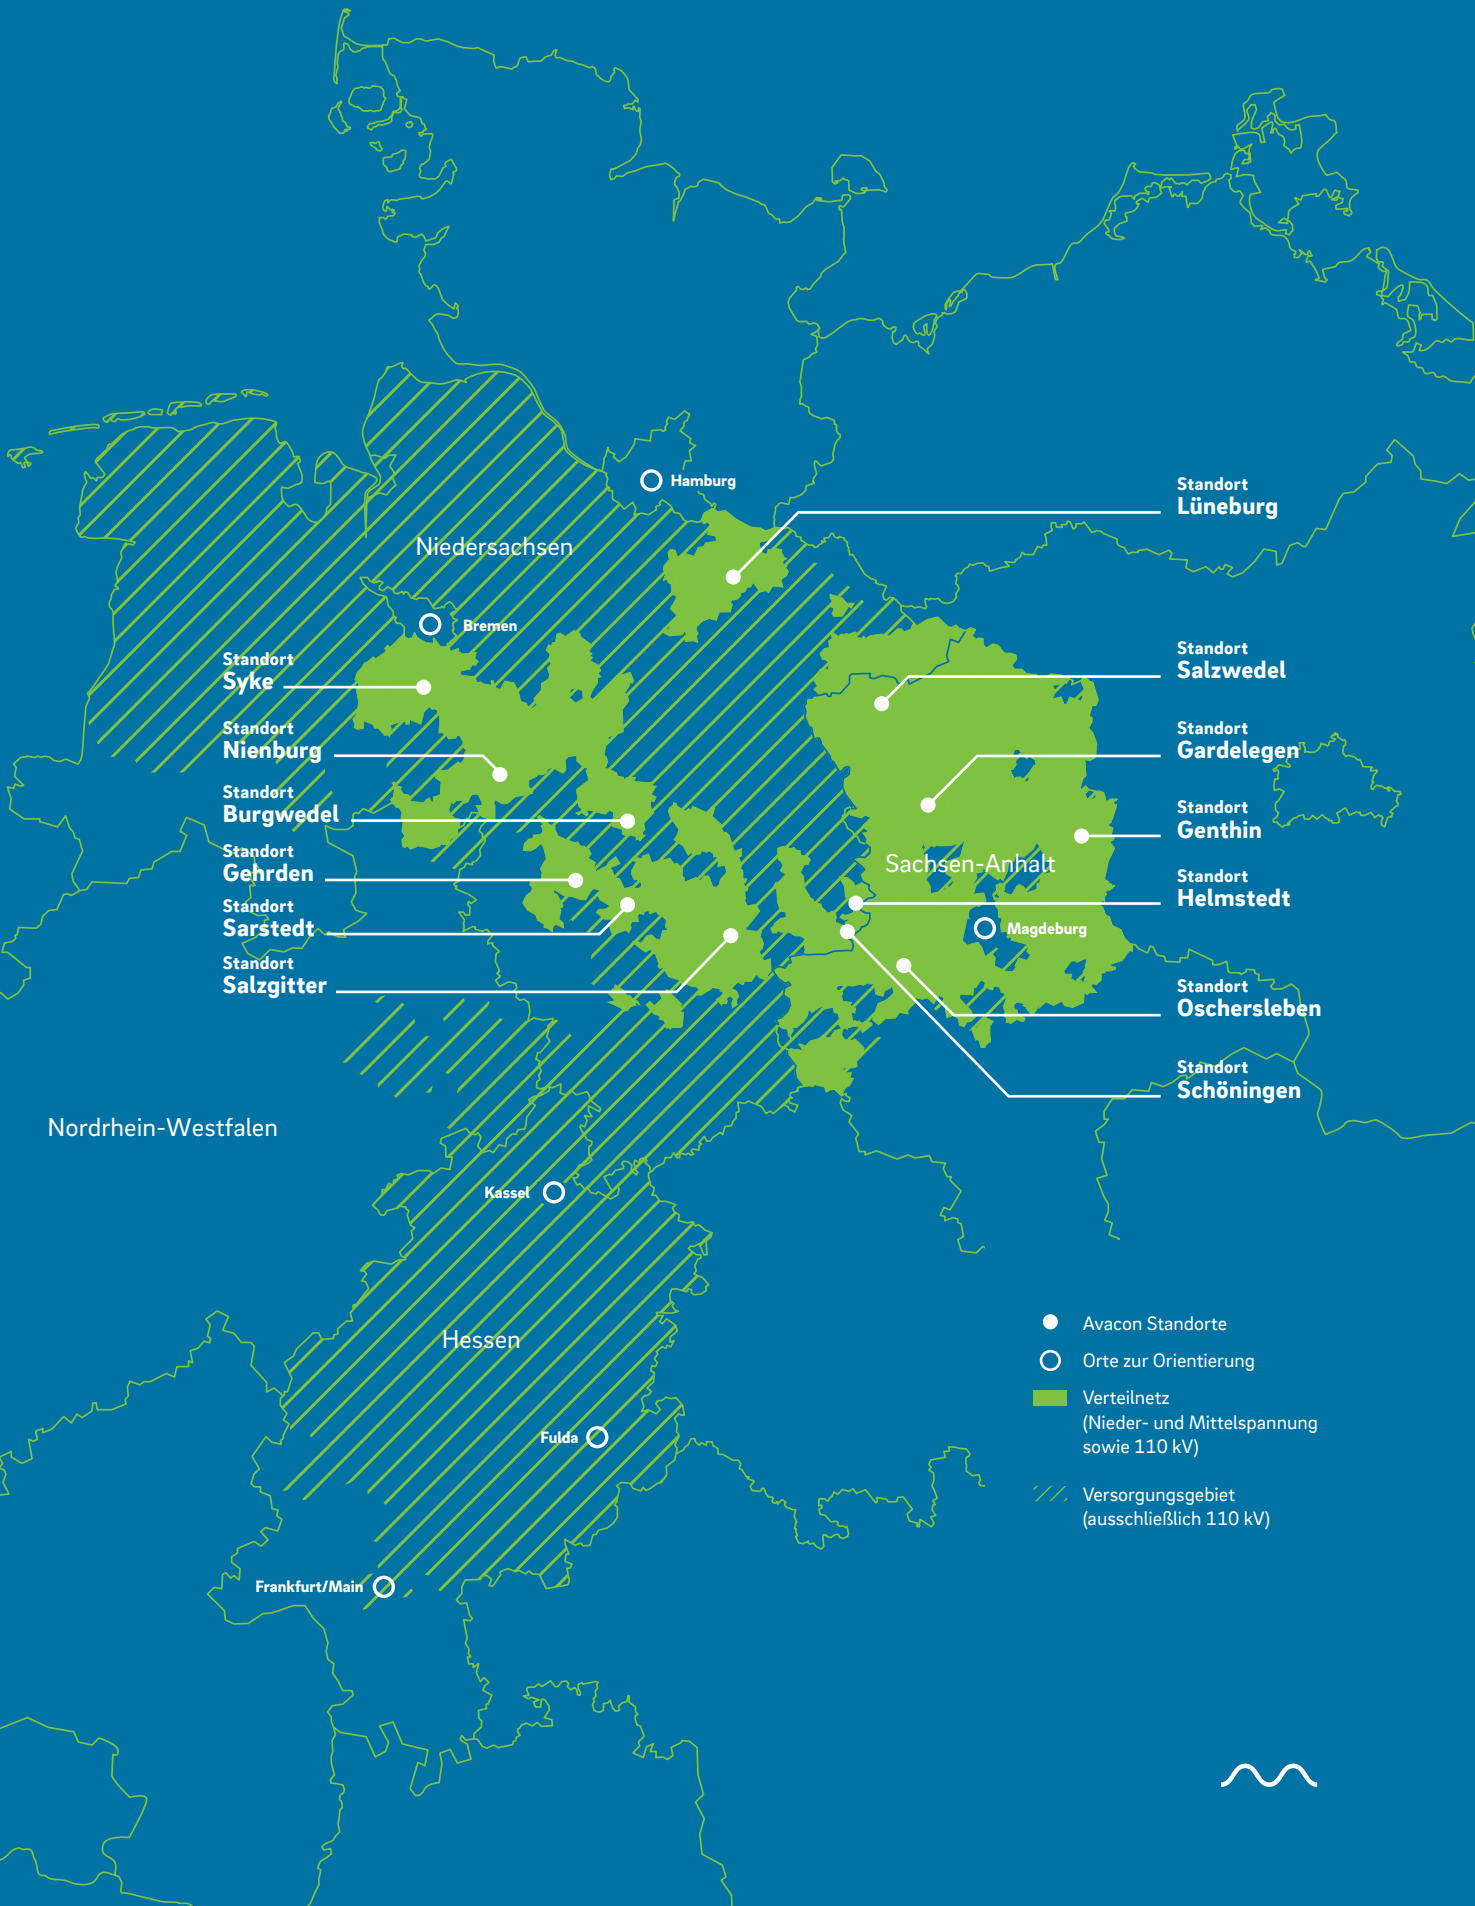 Hamburg
Niedersachsen
Bremen
Standort
Syke
Standort
Nienburg
Standort
Burgwedel
Standort
Gehrden
Standort
Sarstedt
Standort
Salzgitter
Standort
Lüneburg
Standort
Salzwedel
Standort
Gardelegen
Standort
Genthin
Sachsen-Anhalt
Standort
Helmstedt
Magdeburg
Standort
Oschersleben
Standort
Schöningen
Nordrhein-Westfalen
Kassel
Hessen
Fulda
Frankfurt/Main
Avacon Standorte
Orte zur Orientierung
Verteilnetz
(Nieder- und Mittelspannung
sowie 110 kV)
Versorgungsgebiet
(ausschließlich 110 kV)